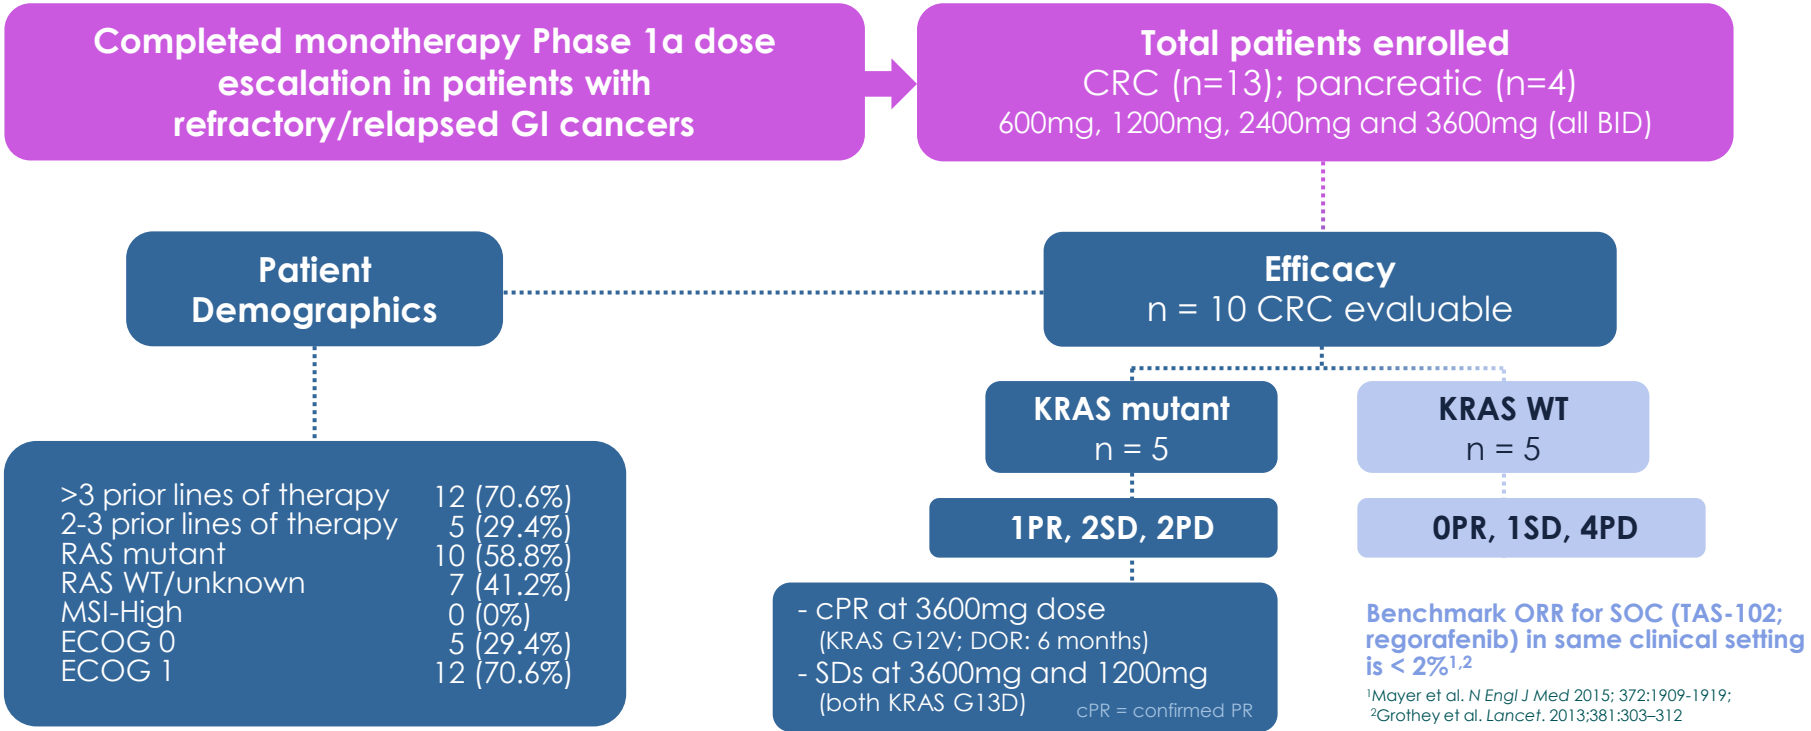 Completed monotherapy Phase 1a dose
escalation in patients with
refractory/relapsed GI cancers
Total patients enrolled
CRC (n=13); pancreatic (n=4)
600mg, 1200mg, 2400mg and 3600mg (all BID)
Patient
Demographics
>3 prior lines of therapy 12 (70.6%)
2-3 prior lines of therapy 5 (29.4%)
RAS mutant 10 (58.8%)
RAS WT/unknown 7 (41.2%)
MSI-High 0 (0%)
ECOG 0 5 (29.4%)
ECOG 1 12 (70.6%)
Efficacy
n = 10 CRC evaluable
KRAS mutant
n = 5
1PR, 2SD, 2PD
- cPR at 3600mg dose
(KRAS G12V; DOR: 6 months)
- SDs at 3600mg and 1200mg
(both KRAS G13D)
cPR = confirmed PR
KRAS WT
n = 5
0PR, 1SD, 4PD
Benchmark ORR for SOC (TAS-102;
regorafenib) in same clinical setting
is < 2%¹,²
¹Mayer et al. N Engl J Med 2015; 372:1909-1919;
²Grothey et al. Lancet. 2013;381:303–312